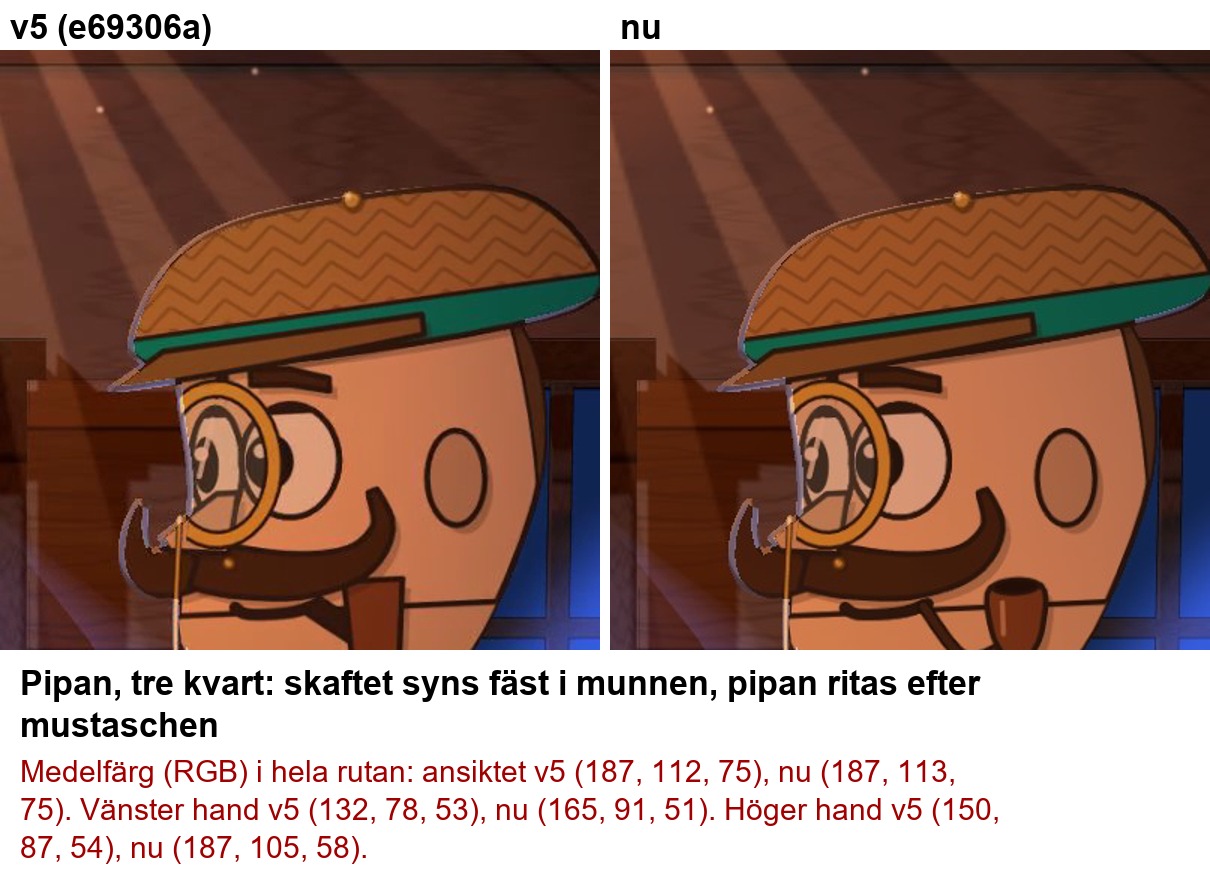 v5 (e69306a)
nu
Pipan, tre kvart: skaftet syns fäst i munnen, pipan ritas efter
mustaschen
Medelfärg (RGB) i hela rutan: ansiktet v5 (187, 112, 75), nu (187, 113,
75). Vänster hand v5 (132, 78, 53), nu (165, 91, 51). Höger hand v5 (150,
87, 54), nu (187, 105, 58).